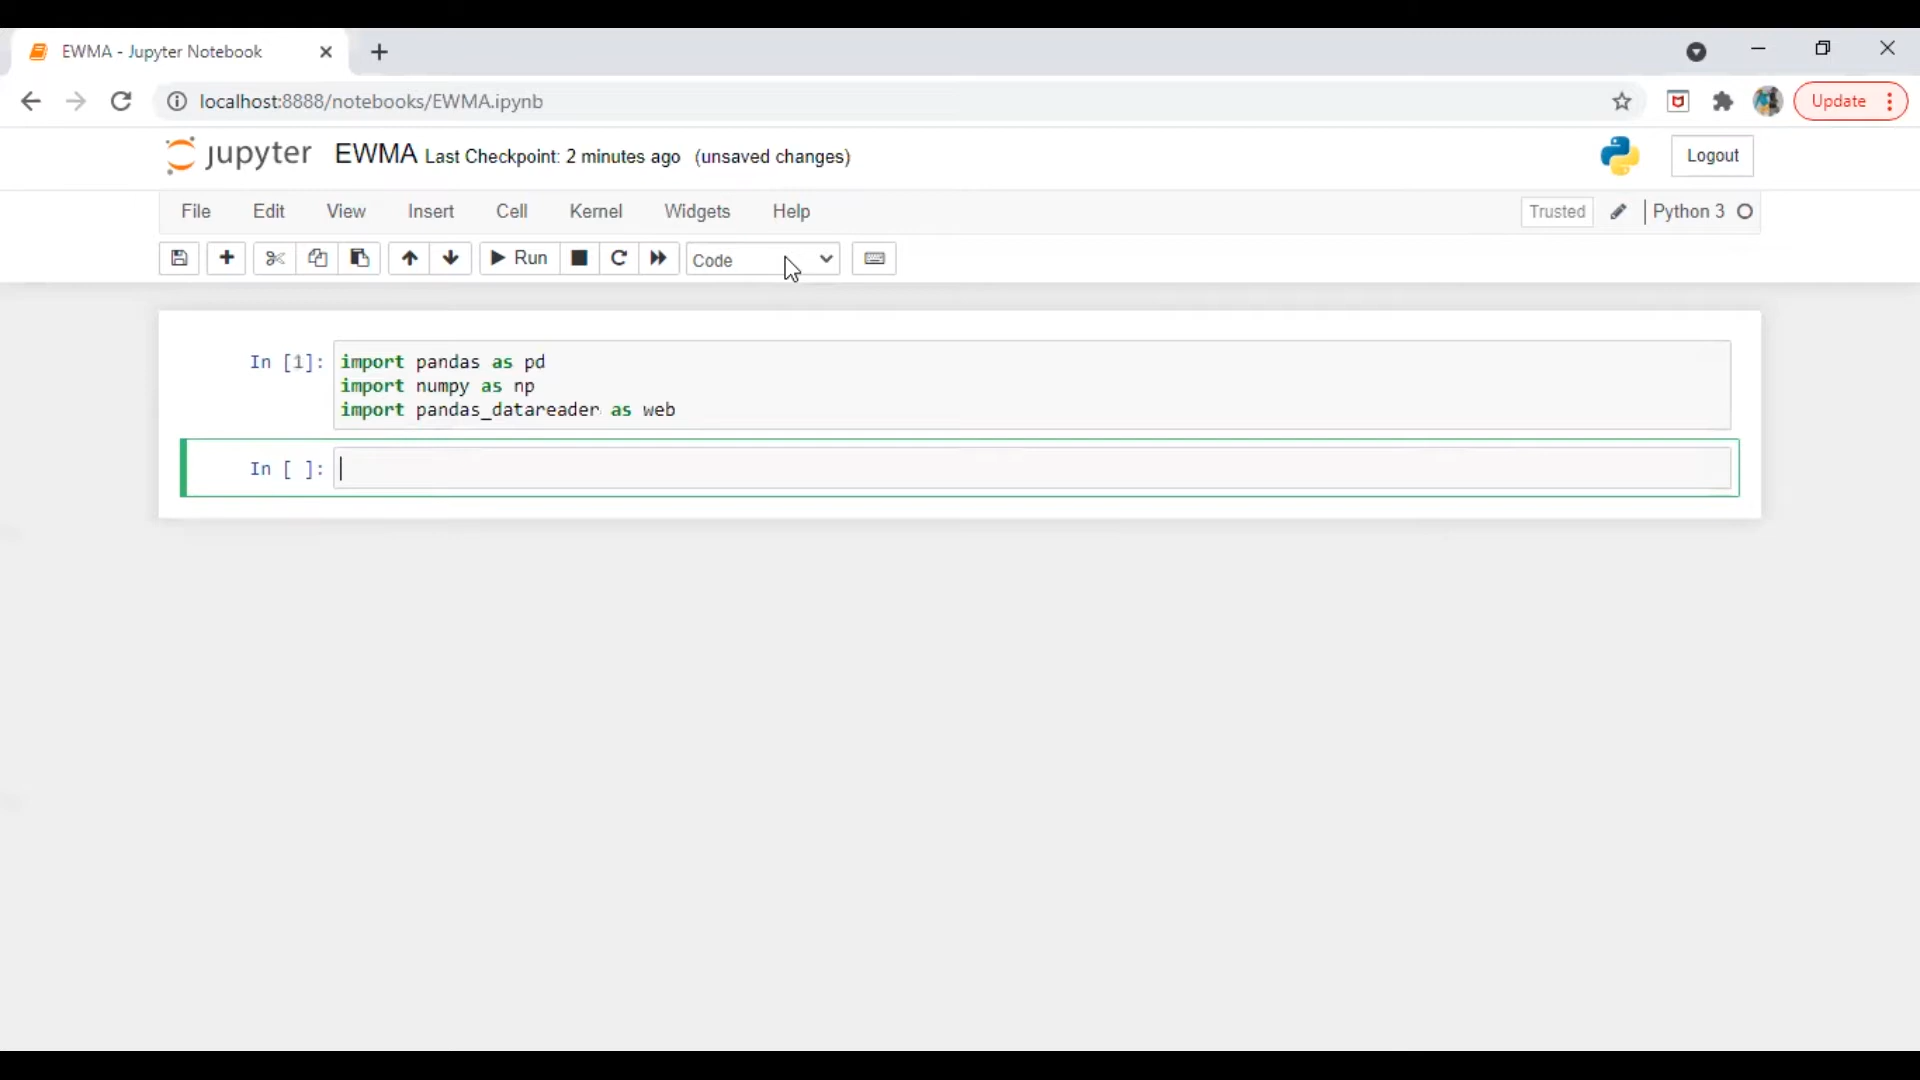 EWMA - Jupyter Notebook
localhost:8888/notebooks/EWMA.ipynb
Update
jupyter EWMA Last Checkpoint: 2 minutes ago (unsaved changes)
Logout
File Edit View Insert Cell Kernel Widgets Help
Trusted Python 3
Run Code
In [1]: import pandas as pd
import numpy as np
import pandas_datareader as web
In [ ]: